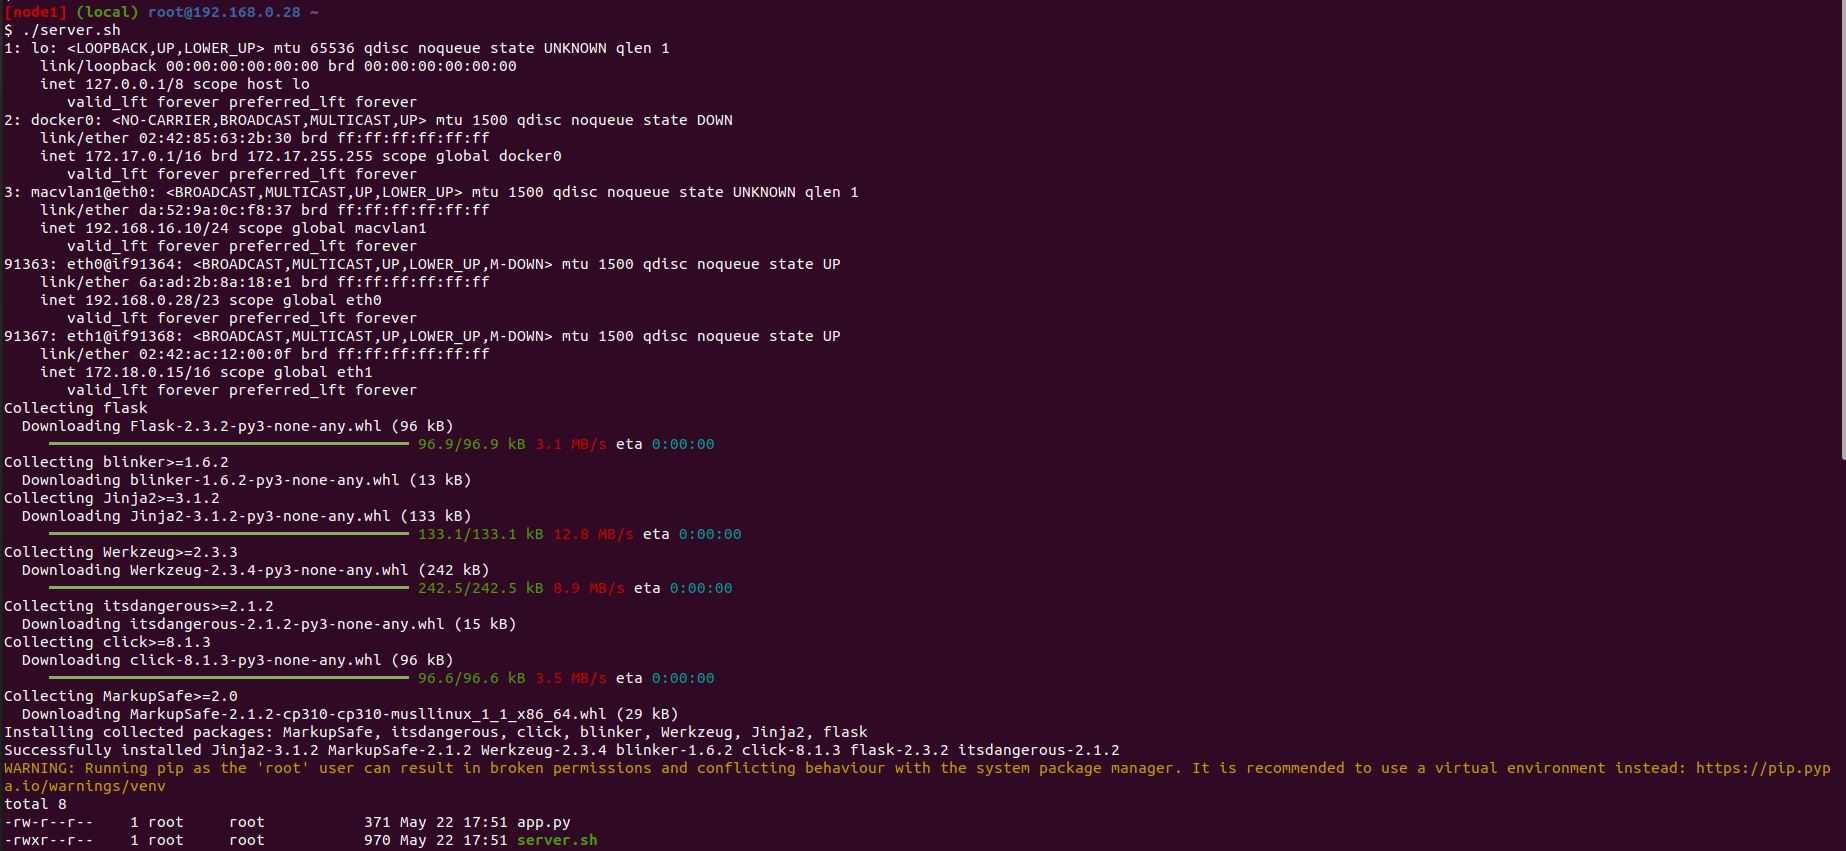 [node1] (local) root@192.168.0.28 ~
$ ./server.sh
1: lo: <LOOPBACK,UP,LOWER_UP> mtu 65536 qdisc noqueue state UNKNOWN qlen 1
    link/loopback 00:00:00:00:00:00 brd 00:00:00:00:00:00
    inet 127.0.0.1/8 scope host lo
       valid_lft forever preferred_lft forever
2: docker0: <NO-CARRIER,BROADCAST,MULTICAST,UP> mtu 1500 qdisc noqueue state DOWN
    link/ether 02:42:85:63:2b:30 brd ff:ff:ff:ff:ff:ff
    inet 172.17.0.1/16 brd 172.17.255.255 scope global docker0
       valid_lft forever preferred_lft forever
3: macvlan1@eth0: <BROADCAST,MULTICAST,UP,LOWER_UP> mtu 1500 qdisc noqueue state UNKNOWN qlen 1
    link/ether da:52:9a:0c:f8:37 brd ff:ff:ff:ff:ff:ff
    inet 192.168.16.10/24 scope global macvlan1
       valid_lft forever preferred_lft forever
91363: eth0@if91364: <BROADCAST,MULTICAST,UP,LOWER_UP,M-DOWN> mtu 1500 qdisc noqueue state UP
    link/ether 6a:ad:2b:8a:18:e1 brd ff:ff:ff:ff:ff:ff
    inet 192.168.0.28/23 scope global eth0
       valid_lft forever preferred_lft forever
91367: eth1@if91368: <BROADCAST,MULTICAST,UP,LOWER_UP,M-DOWN> mtu 1500 qdisc noqueue state UP
    link/ether 02:42:ac:12:00:0f brd ff:ff:ff:ff:ff:ff
    inet 172.18.0.15/16 scope global eth1
       valid_lft forever preferred_lft forever
Collecting flask
  Downloading Flask-2.3.2-py3-none-any.whl (96 kB)
     96.9/96.9 kB 3.1 MB/s eta 0:00:00
Collecting blinker>=1.6.2
  Downloading blinker-1.6.2-py3-none-any.whl (13 kB)
Collecting Jinja2>=3.1.2
  Downloading Jinja2-3.1.2-py3-none-any.whl (133 kB)
     133.1/133.1 kB 12.8 MB/s eta 0:00:00
Collecting Werkzeug>=2.3.3
  Downloading Werkzeug-2.3.4-py3-none-any.whl (242 kB)
     242.5/242.5 kB 8.9 MB/s eta 0:00:00
Collecting itsdangerous>=2.1.2
  Downloading itsdangerous-2.1.2-py3-none-any.whl (15 kB)
Collecting click>=8.1.3
  Downloading click-8.1.3-py3-none-any.whl (96 kB)
     96.6/96.6 kB 3.5 MB/s eta 0:00:00
Collecting MarkupSafe>=2.0
  Downloading MarkupSafe-2.1.2-cp310-cp310-musllinux_1_1_x86_64.whl (29 kB)
Installing collected packages: MarkupSafe, itsdangerous, click, blinker, Werkzeug, Jinja2, flask
Successfully installed Jinja2-3.1.2 MarkupSafe-2.1.2 Werkzeug-2.3.4 blinker-1.6.2 click-8.1.3 flask-2.3.2 itsdangerous-2.1.2
WARNING: Running pip as the 'root' user can result in broken permissions and conflicting behaviour with the system package manager. It is recommended to use a virtual environment instead: https://pip.pyp
a.io/warnings/venv
total 8
-rw-r--r--    1 root     root           371 May 22 17:51 app.py
-rwxr--r--    1 root     root           970 May 22 17:51 server.sh